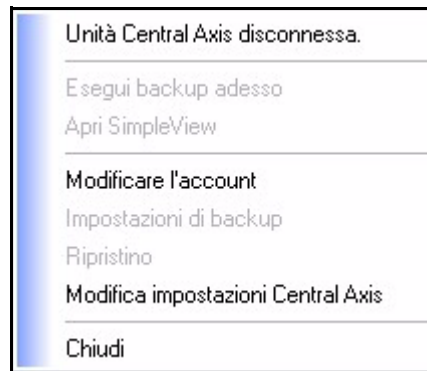 Unità Central Axis disconnessa.
Esegui backup adesso
Apri SimpleView
Modificare l'account
Impostazioni di backup
Ripristino
Modifica impostazioni Central Axis
Chiudi